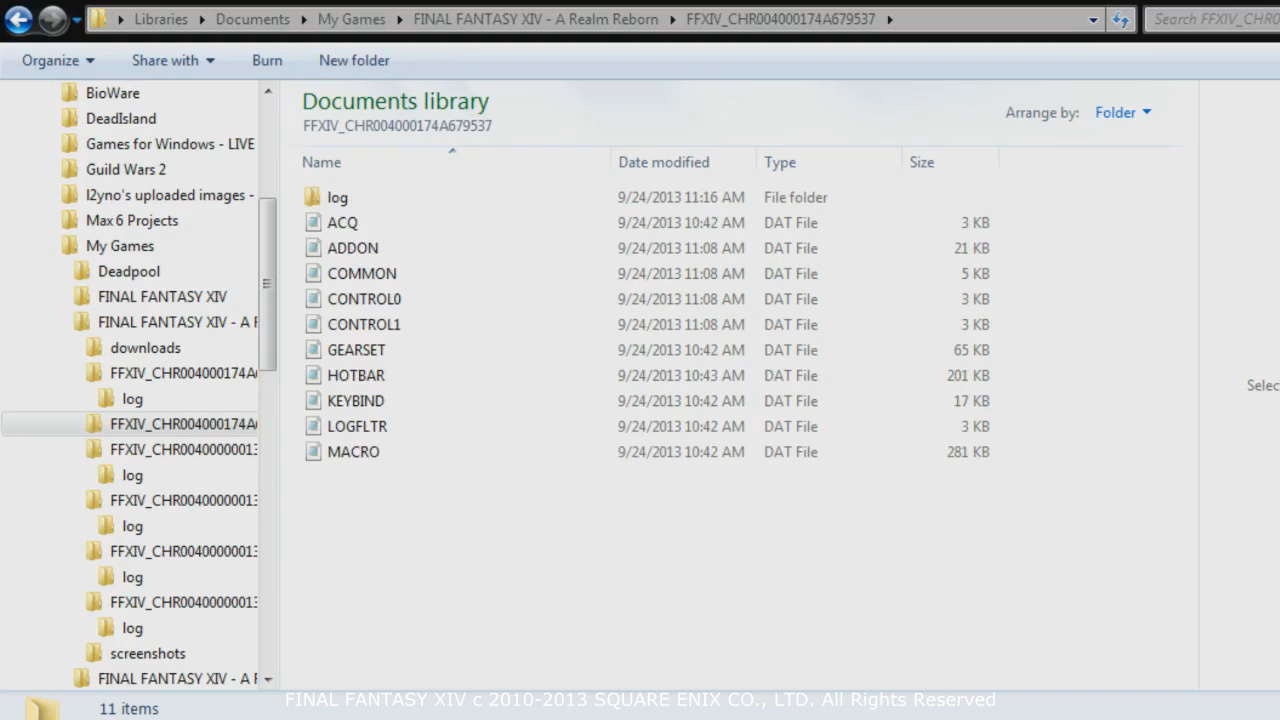 Libraries Documents My Games FINAL FANTASY XIV - A Realm Reborn FFXIV_CHR004000174A679537
Search FFXIV_CHR0
Organize Share with Burn New folder
BioWare
DeadIsland
Games for Windows - LIVE
Guild Wars 2
l2yno's uploaded images -
Max 6 Projects
My Games
Deadpool
FINAL FANTASY XIV
FINAL FANTASY XIV - A F
downloads
FFXIV_CHR004000174A
log
FFXIV_CHR004000174A
FFXIV_CHR0040000013
log
FFXIV_CHR0040000013
log
FFXIV_CHR0040000013
log
FFXIV_CHR0040000013
log
screenshots
FINAL FANTASY XIV - A F
Documents library
FFXIV_CHR004000174A679537
Arrange by: Folder
Name Date modified Type Size
log 9/24/2013 11:16 AM File folder
ACQ 9/24/2013 10:42 AM DAT File 3 KB
ADDON 9/24/2013 11:08 AM DAT File 21 KB
COMMON 9/24/2013 11:08 AM DAT File 5 KB
CONTROL0 9/24/2013 11:08 AM DAT File 3 KB
CONTROL1 9/24/2013 11:08 AM DAT File 3 KB
GEARSET 9/24/2013 10:42 AM DAT File 65 KB
HOTBAR 9/24/2013 10:43 AM DAT File 201 KB
KEYBIND 9/24/2013 10:42 AM DAT File 17 KB
LOGFLTR 9/24/2013 10:42 AM DAT File 3 KB
MACRO 9/24/2013 10:42 AM DAT File 281 KB
Selec
11 items
FINAL FANTASY XIV c 2010-2013 SQUARE ENIX CO., LTD. All Rights Reserved